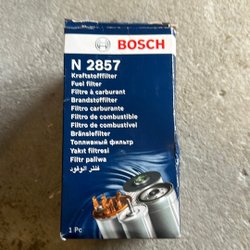 BOSCH
N 2857
Kraftstofffilter
Fuel filter
Filtre à carburant
Brandstoffilter
Filtro carburante
Filtro de combustible
Filtro de combustível
Bränslefilter
Топливный фильтр
Yakıt filtresi
Filtr paliwa
فلتر الوقود
1 Pc